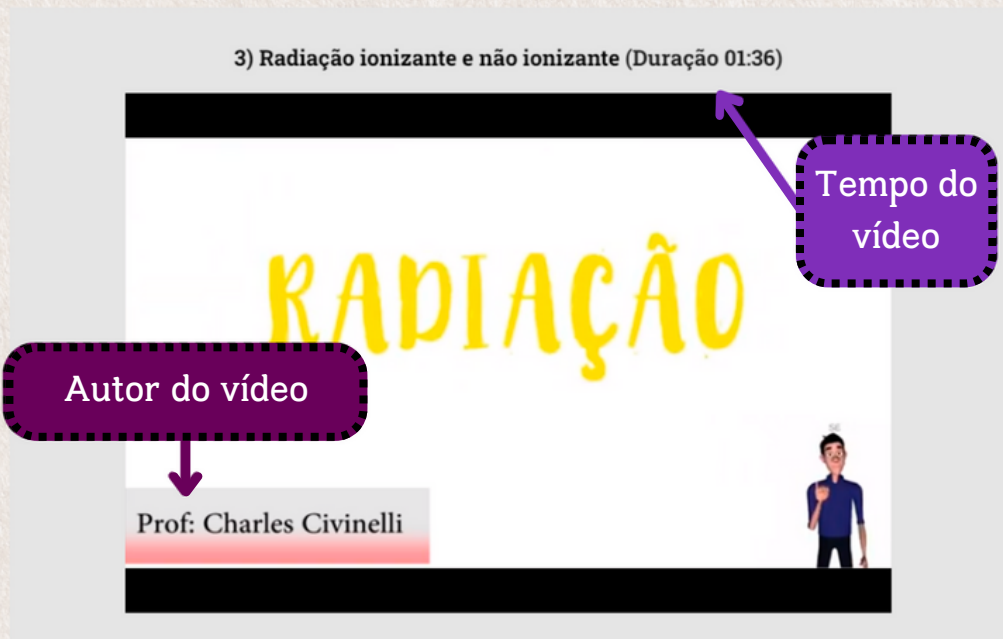 3) Radiação ionizante e não ionizante (Duração 01:36)
Tempo do
vídeo
RADIAÇÃO
Autor do vídeo
Prof: Charles Civinelli